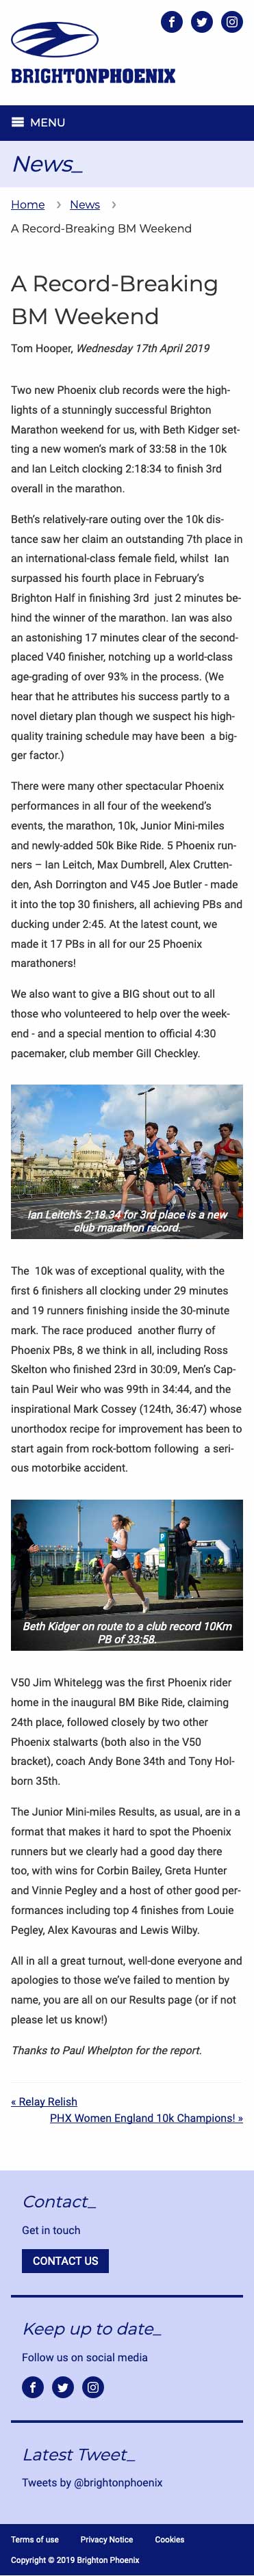 BRIGHTONPHOENIX
MENU
News_
Home > News >
A Record-Breaking BM Weekend
A Record-Breaking
BM Weekend
Tom Hooper, Wednesday 17th April 2019
Two new Phoenix club records were the high-
lights of a stunningly successful Brighton
Marathon weekend for us, with Beth Kidger set-
ting a new women's mark of 33:58 in the 10k
and Ian Leitch clocking 2:18:34 to finish 3rd
overall in the marathon.
Beth's relatively-rare outing over the 10k dis-
tance saw her claim an outstanding 7th place in
an international-class female field, whilst  Ian
surpassed his fourth place in February's
Brighton Half in finishing 3rd  just 2 minutes be-
hind the winner of the marathon. Ian was also
an astonishing 17 minutes clear of the second-
placed V40 finisher, notching up a world-class
age-grading of over 93% in the process. (We
hear that he attributes his success partly to a
novel dietary plan though we suspect his high-
quality training schedule may have been  a big-
ger factor.)
There were many other spectacular Phoenix
performances in all four of the weekend's
events, the marathon, 10k, Junior Mini-miles
and newly-added 50k Bike Ride. 5 Phoenix run-
ners – Ian Leitch, Max Dumbrell, Alex Crutten-
den, Ash Dorrington and V45 Joe Butler - made
it into the top 30 finishers, all achieving PBs and
ducking under 2:45. At the latest count, we
made it 17 PBs in all for our 25 Phoenix
marathoners!
We also want to give a BIG shout out to all
those who volunteered to help over the week-
end - and a special mention to official 4:30
pacemaker, club member Gill Checkley.
Ian Leitch's 2:18.34 for 3rd place is a new
club marathon record.
The  10k was of exceptional quality, with the
first 6 finishers all clocking under 29 minutes
and 19 runners finishing inside the 30-minute
mark. The race produced  another flurry of
Phoenix PBs, 8 we think in all, including Ross
Skelton who finished 23rd in 30:09, Men's Cap-
tain Paul Weir who was 99th in 34:44, and the
inspirational Mark Cossey (124th, 36:47) whose
unorthodox recipe for improvement has been to
start again from rock-bottom following  a seri-
ous motorbike accident.
Beth Kidger on route to a club record 10Km
PB of 33:58.
V50 Jim Whitelegg was the first Phoenix rider
home in the inaugural BM Bike Ride, claiming
24th place, followed closely by two other
Phoenix stalwarts (both also in the V50
bracket), coach Andy Bone 34th and Tony Hol-
born 35th.
The Junior Mini-miles Results, as usual, are in a
format that makes it hard to spot the Phoenix
runners but we clearly had a good day there
too, with wins for Corbin Bailey, Greta Hunter
and Vinnie Pegley and a host of other good per-
formances including top 4 finishes from Louie
Pegley, Alex Kavouras and Lewis Wilby.
All in all a great turnout, well-done everyone and
apologies to those we've failed to mention by
name, you are all on our Results page (or if not
please let us know!)
Thanks to Paul Whelpton for the report.
« Relay Relish
PHX Women England 10k Champions! »
Contact_
Get in touch
CONTACT US
Keep up to date_
Follow us on social media
Latest Tweet_
Tweets by @brightonphoenix
Terms of use Privacy Notice Cookies
Copyright © 2019 Brighton Phoenix